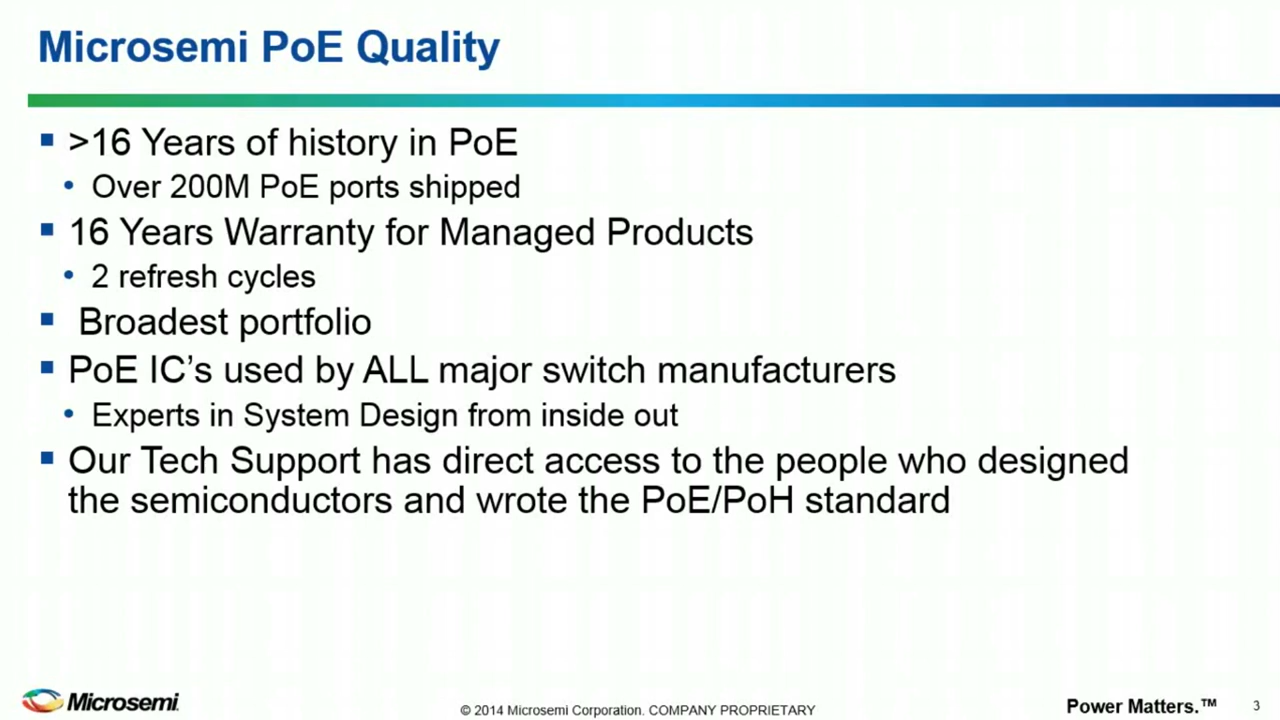 Microsemi PoE Quality
▪ >16 Years of history in PoE
• Over 200M PoE ports shipped
▪ 16 Years Warranty for Managed Products
• 2 refresh cycles
▪ Broadest portfolio
▪ PoE IC’s used by ALL major switch manufacturers
• Experts in System Design from inside out
▪ Our Tech Support has direct access to the people who designed
the semiconductors and wrote the PoE/PoH standard
Microsemi.
© 2014 Microsemi Corporation. COMPANY PROPRIETARY
Power Matters.™
3